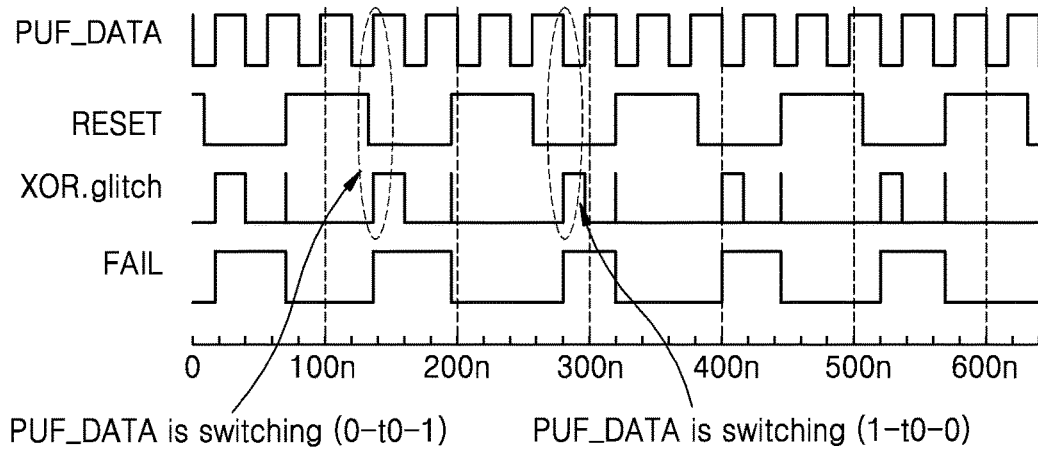 PUF_DATA
RESET
XOR.glitch
FAIL
0 100n 200n 300n 400n 500n 600n
PUF_DATA is switching (0-t0-1) PUF_DATA is switching (1-t0-0)